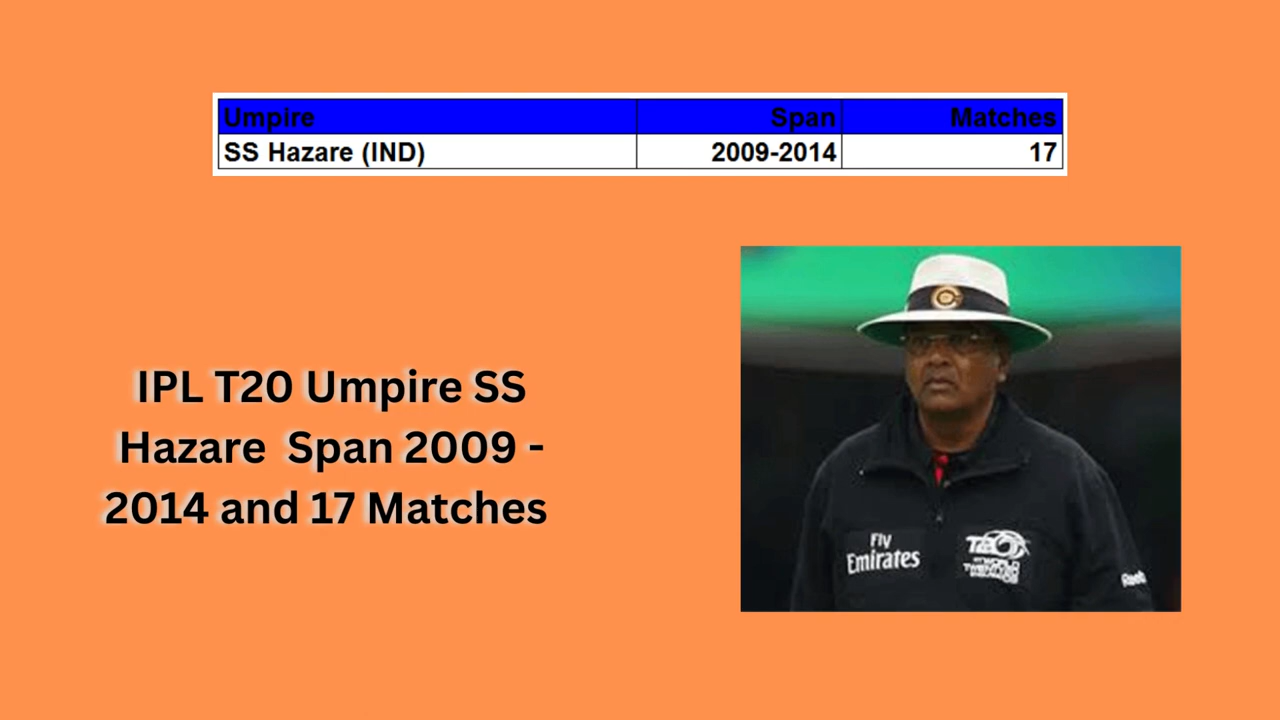 Umpire Span Matches
SS Hazare (IND) 2009-2014 17
IPL T20 Umpire SS
Hazare Span 2009 -
2014 and 17 Matches
Fly
Emirates
T20
Reebok